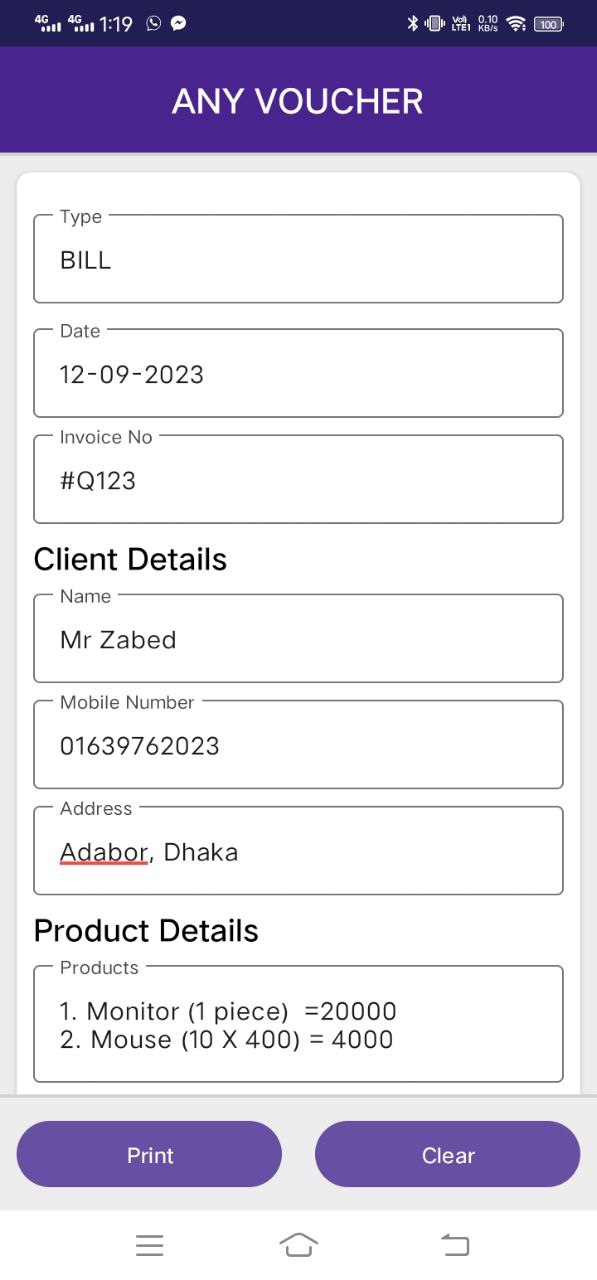 4G 4G 1:19 Vo) LTE1 0.10 KB/s 100
ANY VOUCHER
Type
BILL
Date
12-09-2023
Invoice No
#Q123
Client Details
Name
Mr Zabed
Mobile Number
01639762023
Address
Adabor, Dhaka
Product Details
Products
1. Monitor (1 piece)  =20000
2. Mouse (10 X 400) = 4000
Print Clear